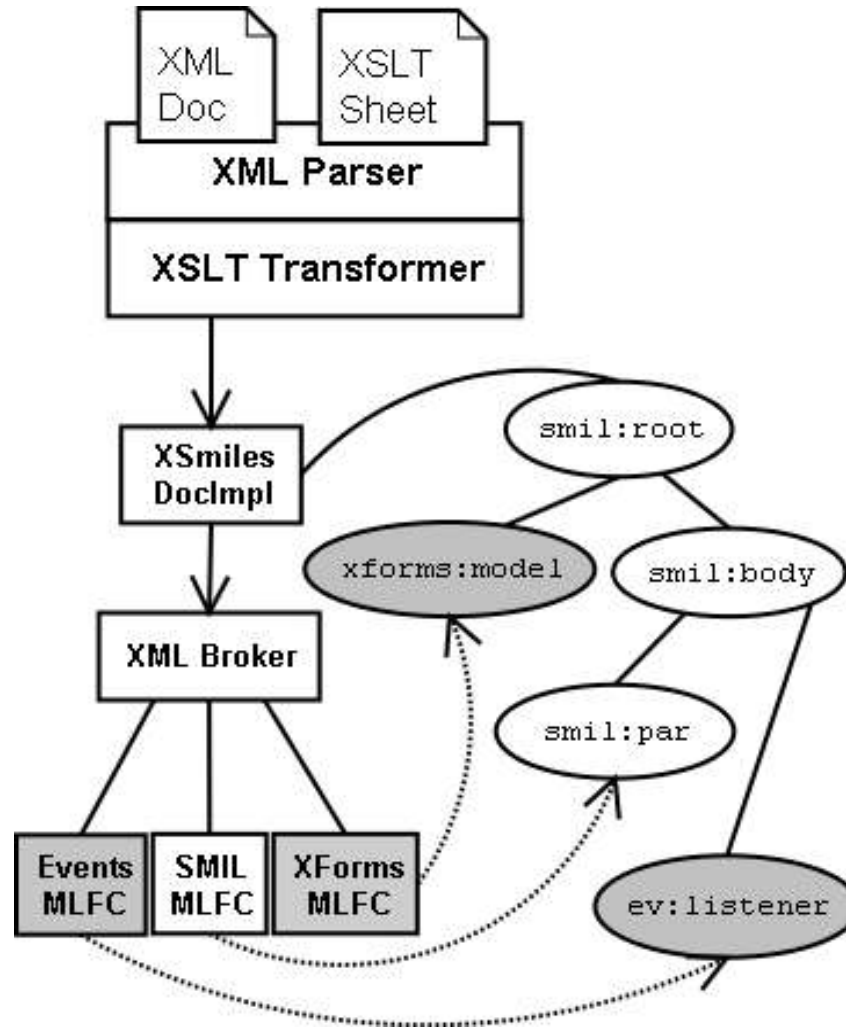 XML
Doc
XSLT
Sheet
XML Parser
XSLT Transformer
XSmiles
DocImpl
smil:root
xforms:model
smil:body
XML Broker
smil:par
Events
MLFC
SMIL
MLFC
XForms
MLFC
ev:listener